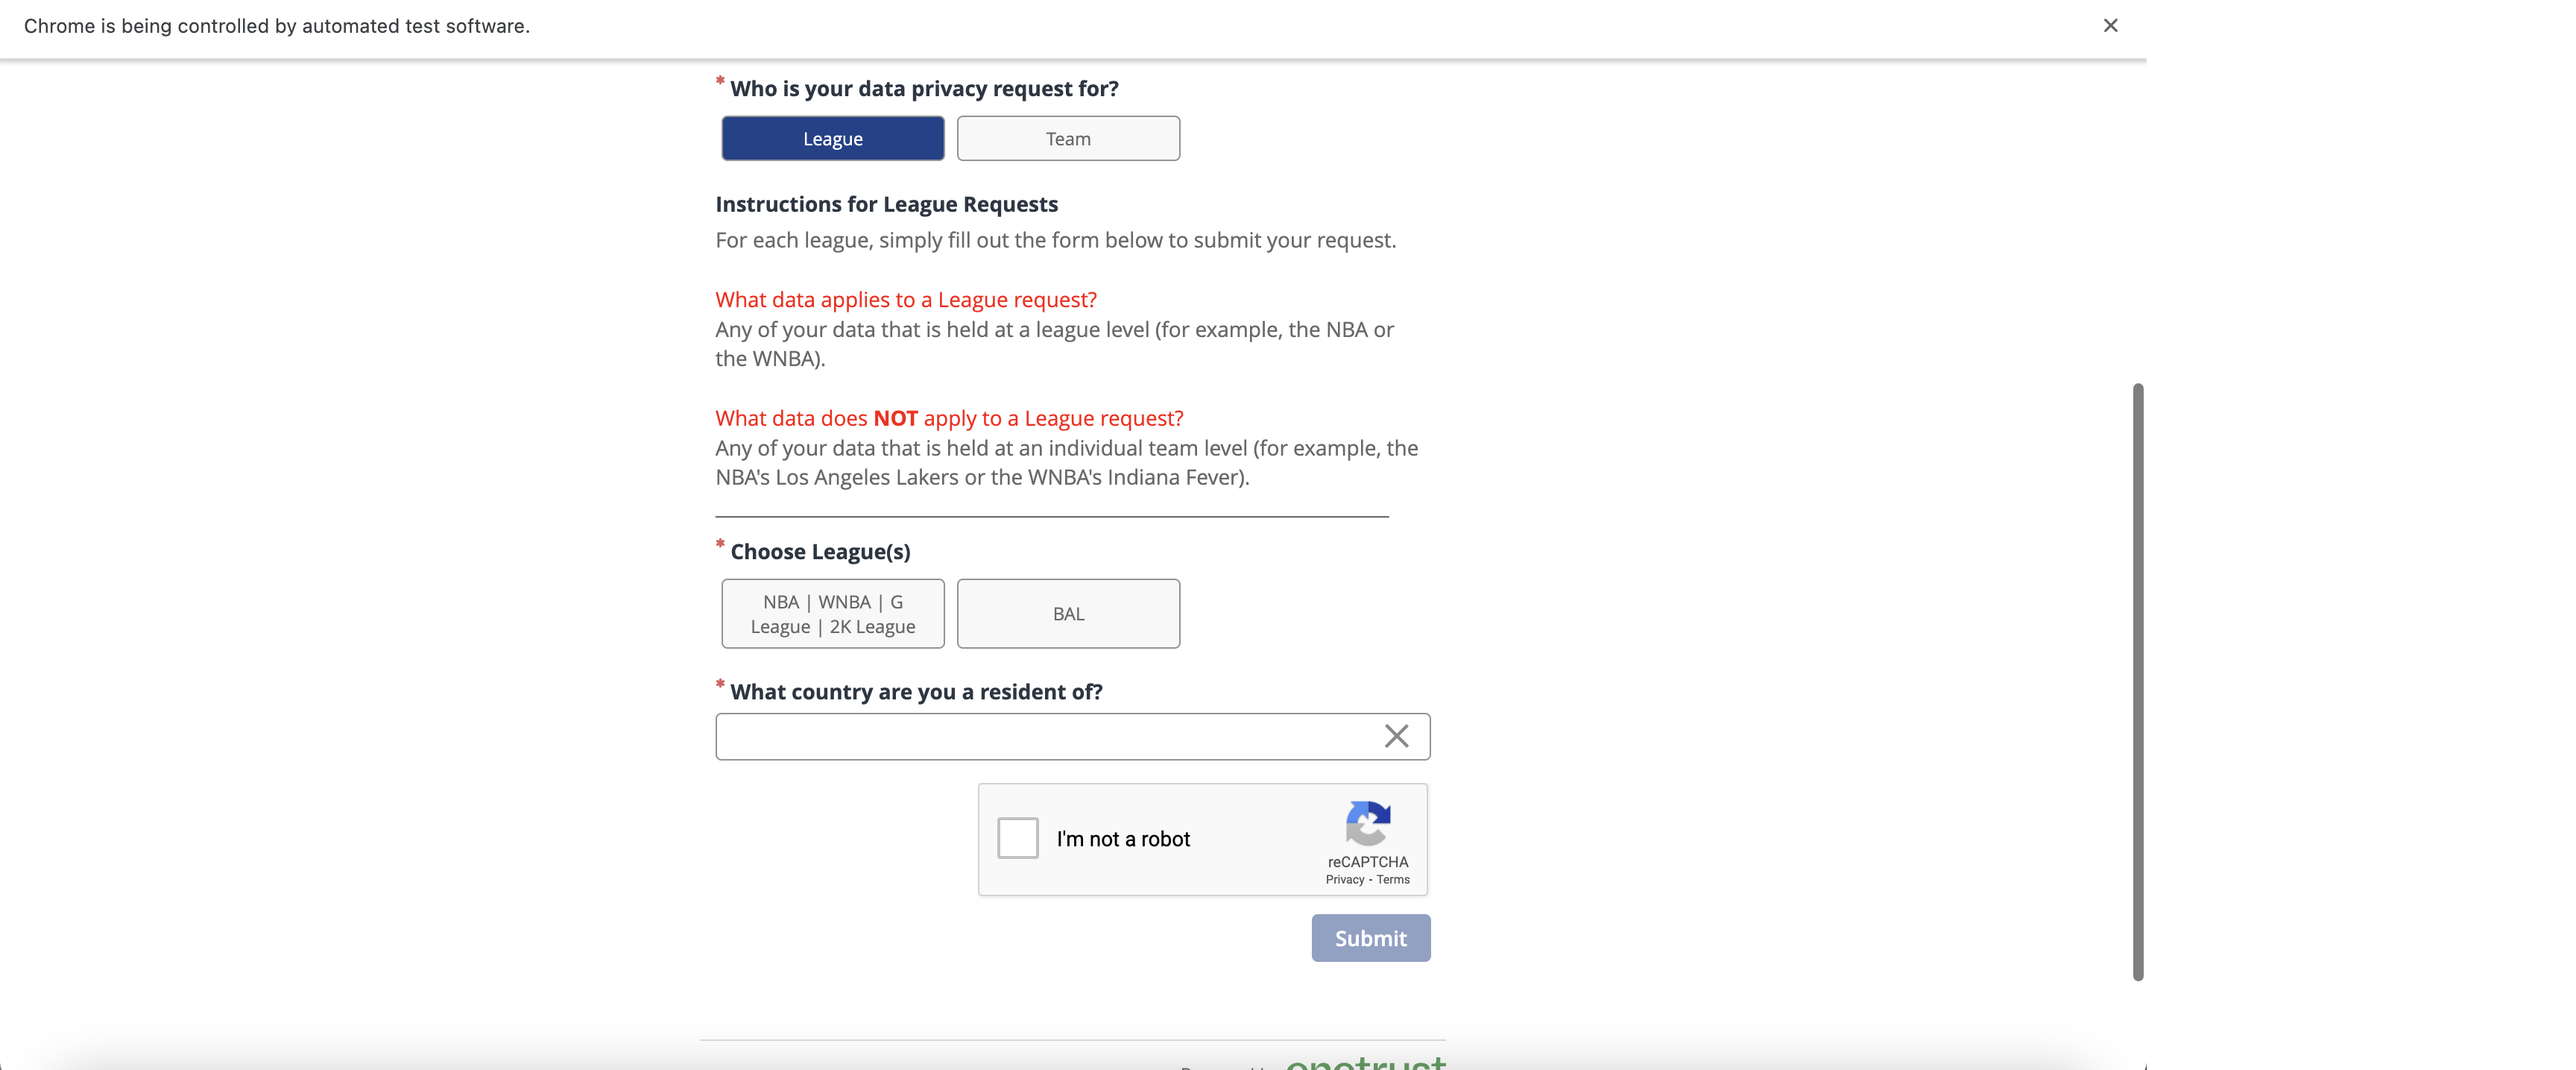 Chrome is being controlled by automated test software.
* Who is your data privacy request for?
League
Team
Instructions for League Requests
For each league, simply fill out the form below to submit your request.
What data applies to a League request?
Any of your data that is held at a league level (for example, the NBA or
the WNBA).
What data does NOT apply to a League request?
Any of your data that is held at an individual team level (for example, the
NBA's Los Angeles Lakers or the WNBA's Indiana Fever).
* Choose League(s)
NBA | WNBA | G
League | 2K League
BAL
* What country are you a resident of?
I'm not a robot
reCAPTCHA
Privacy - Terms
Submit
onetrust